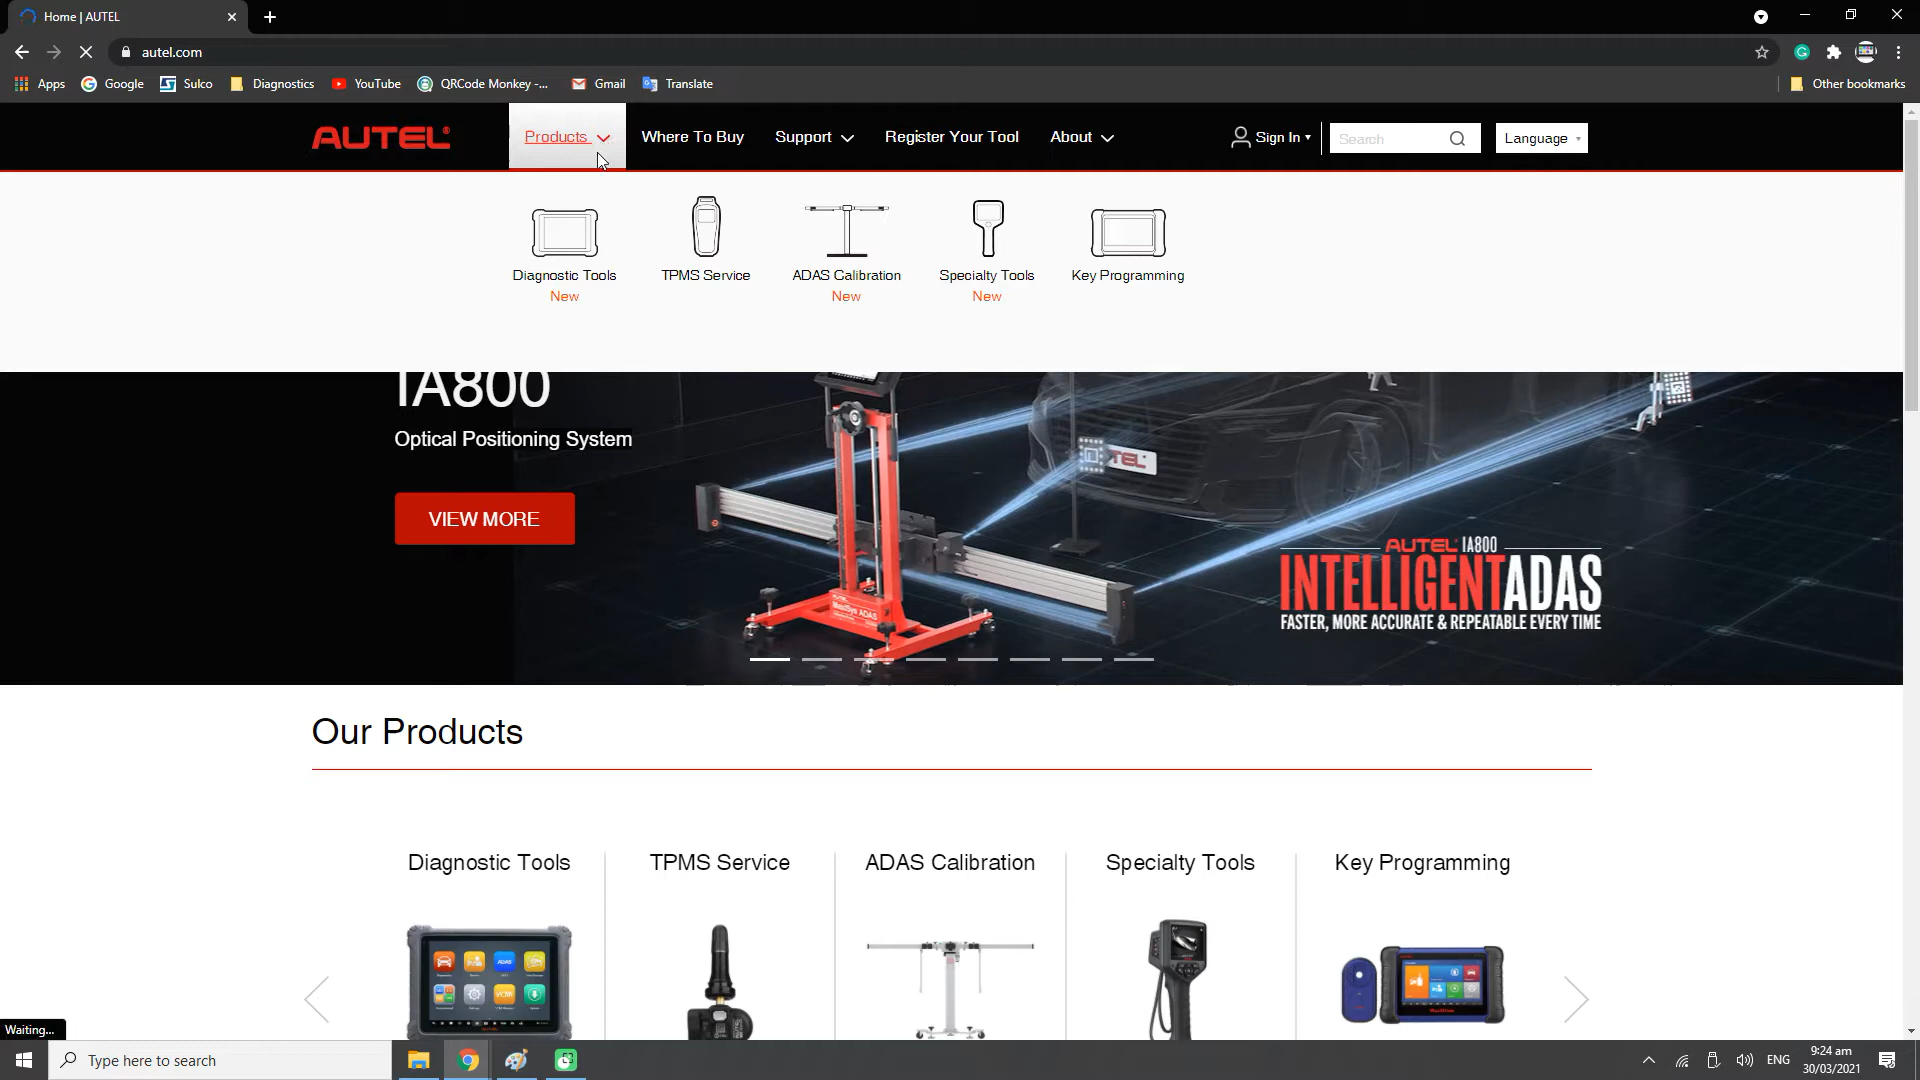 Home | AUTEL
autel.com
Apps Google Sulco Diagnostics YouTube QRCode Monkey -... Gmail Translate Other bookmarks
AUTEL® Products Where To Buy Support Register Your Tool About Sign In Search Language
Diagnostic Tools TPMS Service ADAS Calibration Specialty Tools Key Programming
New New New
IA800
Optical Positioning System
VIEW MORE
AUTEL IA800
INTELLIGENTADAS
FASTER, MORE ACCURATE & REPEATABLE EVERY TIME
Our Products
Diagnostic Tools TPMS Service ADAS Calibration Specialty Tools Key Programming
Waiting...
Type here to search
ENG
9:24 am
30/03/2021